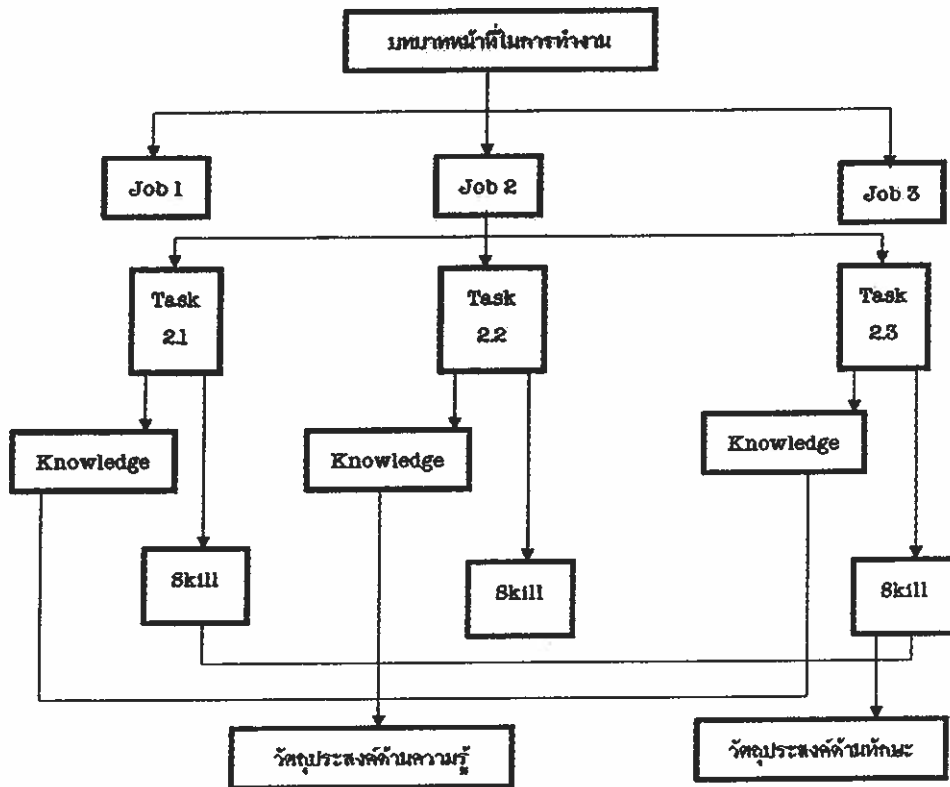 บทบาทหน้าที่ในการทำงาน
Job 1
Job 2
Job 3
Task
2.1
Task
2.2
Task
2.3
Knowledge
Knowledge
Knowledge
Skill
Skill
Skill
วัตถุประสงค์ด้านความรู้
วัตถุประสงค์ด้านทักษะ